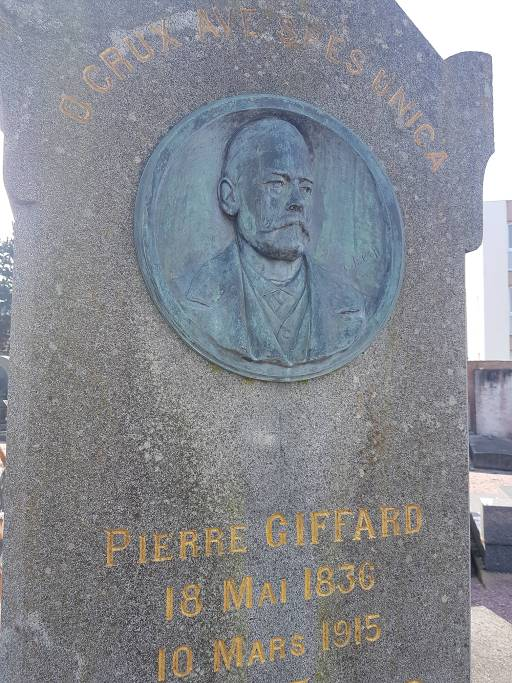 O CRUX AVE SPES UNICA
PIERRE GIFFARD
18 MAI 1836
10 MARS 1915